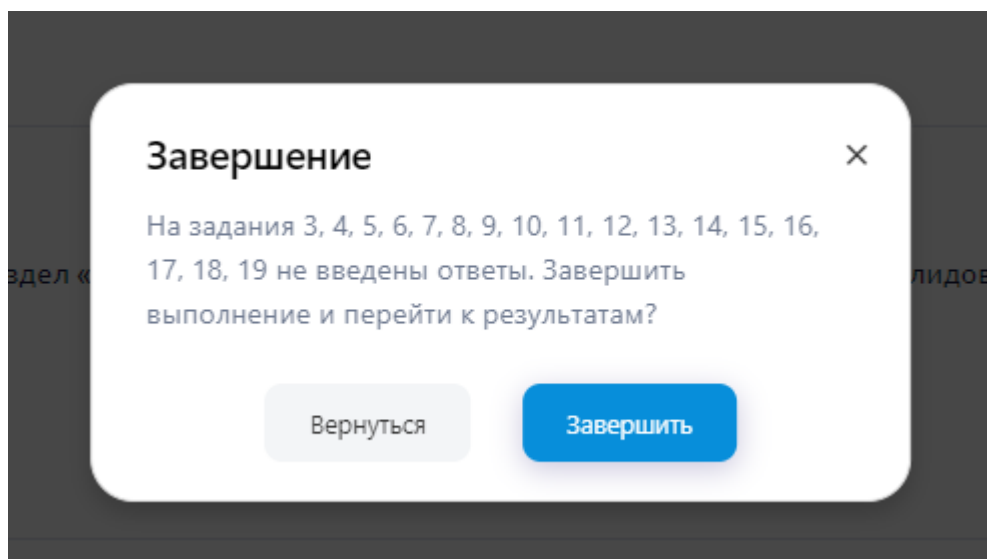 Завершение
На задания 3, 4, 5, 6, 7, 8, 9, 10, 11, 12, 13, 14, 15, 16,
17, 18, 19 не введены ответы. Завершить
выполнение и перейти к результатам?
Вернуться
Завершить